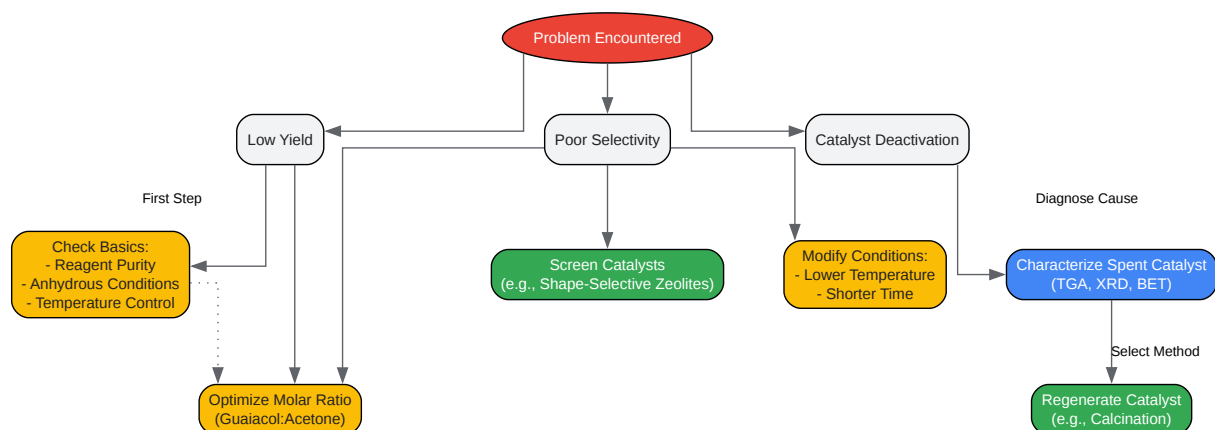 Problem Encountered
Low Yield
Poor Selectivity
Catalyst Deactivation
First Step
Diagnose Cause
Check Basics:
- Reagent Purity
- Anhydrous Conditions
- Temperature Control
Screen Catalysts
(e.g., Shape-Selective Zeolites)
Modify Conditions:
- Lower Temperature
- Shorter Time
Characterize Spent Catalyst
(TGA, XRD, BET)
Select Method
Optimize Molar Ratio
(Guaiacol:Acetone)
Regenerate Catalyst
(e.g., Calcination)